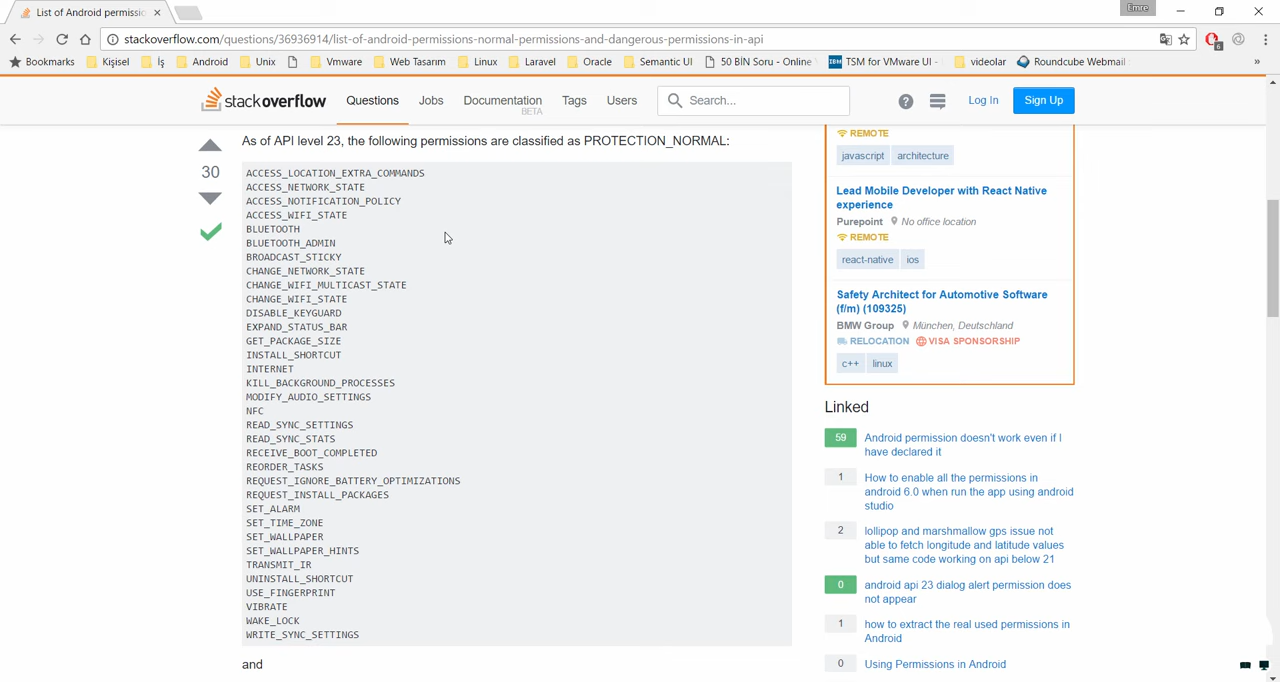 List of Android permissio
Emre
stackoverflow.com/questions/36936914/list-of-android-permissions-normal-permissions-and-dangerous-permissions-in-api
6
Bookmarks Kişisel İş Android Unix Vmware Web Tasarım Linux Laravel Oracle Semantic UI 50 BİN Soru - Online IBM TSM for VMware UI - videolar Roundcube Webmail »
stackoverflow Questions Jobs Documentation Tags Users Search... ? Log In Sign Up
BETA
As of API level 23, the following permissions are classified as PROTECTION_NORMAL:
30
ACCESS_LOCATION_EXTRA_COMMANDS
ACCESS_NETWORK_STATE
ACCESS_NOTIFICATION_POLICY
ACCESS_WIFI_STATE
BLUETOOTH
BLUETOOTH_ADMIN
BROADCAST_STICKY
CHANGE_NETWORK_STATE
CHANGE_WIFI_MULTICAST_STATE
CHANGE_WIFI_STATE
DISABLE_KEYGUARD
EXPAND_STATUS_BAR
GET_PACKAGE_SIZE
INSTALL_SHORTCUT
INTERNET
KILL_BACKGROUND_PROCESSES
MODIFY_AUDIO_SETTINGS
NFC
READ_SYNC_SETTINGS
READ_SYNC_STATS
RECEIVE_BOOT_COMPLETED
REORDER_TASKS
REQUEST_IGNORE_BATTERY_OPTIMIZATIONS
REQUEST_INSTALL_PACKAGES
SET_ALARM
SET_TIME_ZONE
SET_WALLPAPER
SET_WALLPAPER_HINTS
TRANSMIT_IR
UNINSTALL_SHORTCUT
USE_FINGERPRINT
VIBRATE
WAKE_LOCK
WRITE_SYNC_SETTINGS
and
REMOTE
javascript architecture
Lead Mobile Developer with React Native
experience
Purepoint No office location
REMOTE
react-native ios
Safety Architect for Automotive Software
(f/m) (109325)
BMW Group München, Deutschland
RELOCATION VISA SPONSORSHIP
c++ linux
Linked
59 Android permission doesn't work even if I
have declared it
1 How to enable all the permissions in
android 6.0 when run the app using android
studio
2 lollipop and marshmallow gps issue not
able to fetch longitude and latitude values
but same code working on api below 21
0 android api 23 dialog alert permission does
not appear
1 how to extract the real used permissions in
Android
0 Using Permissions in Android